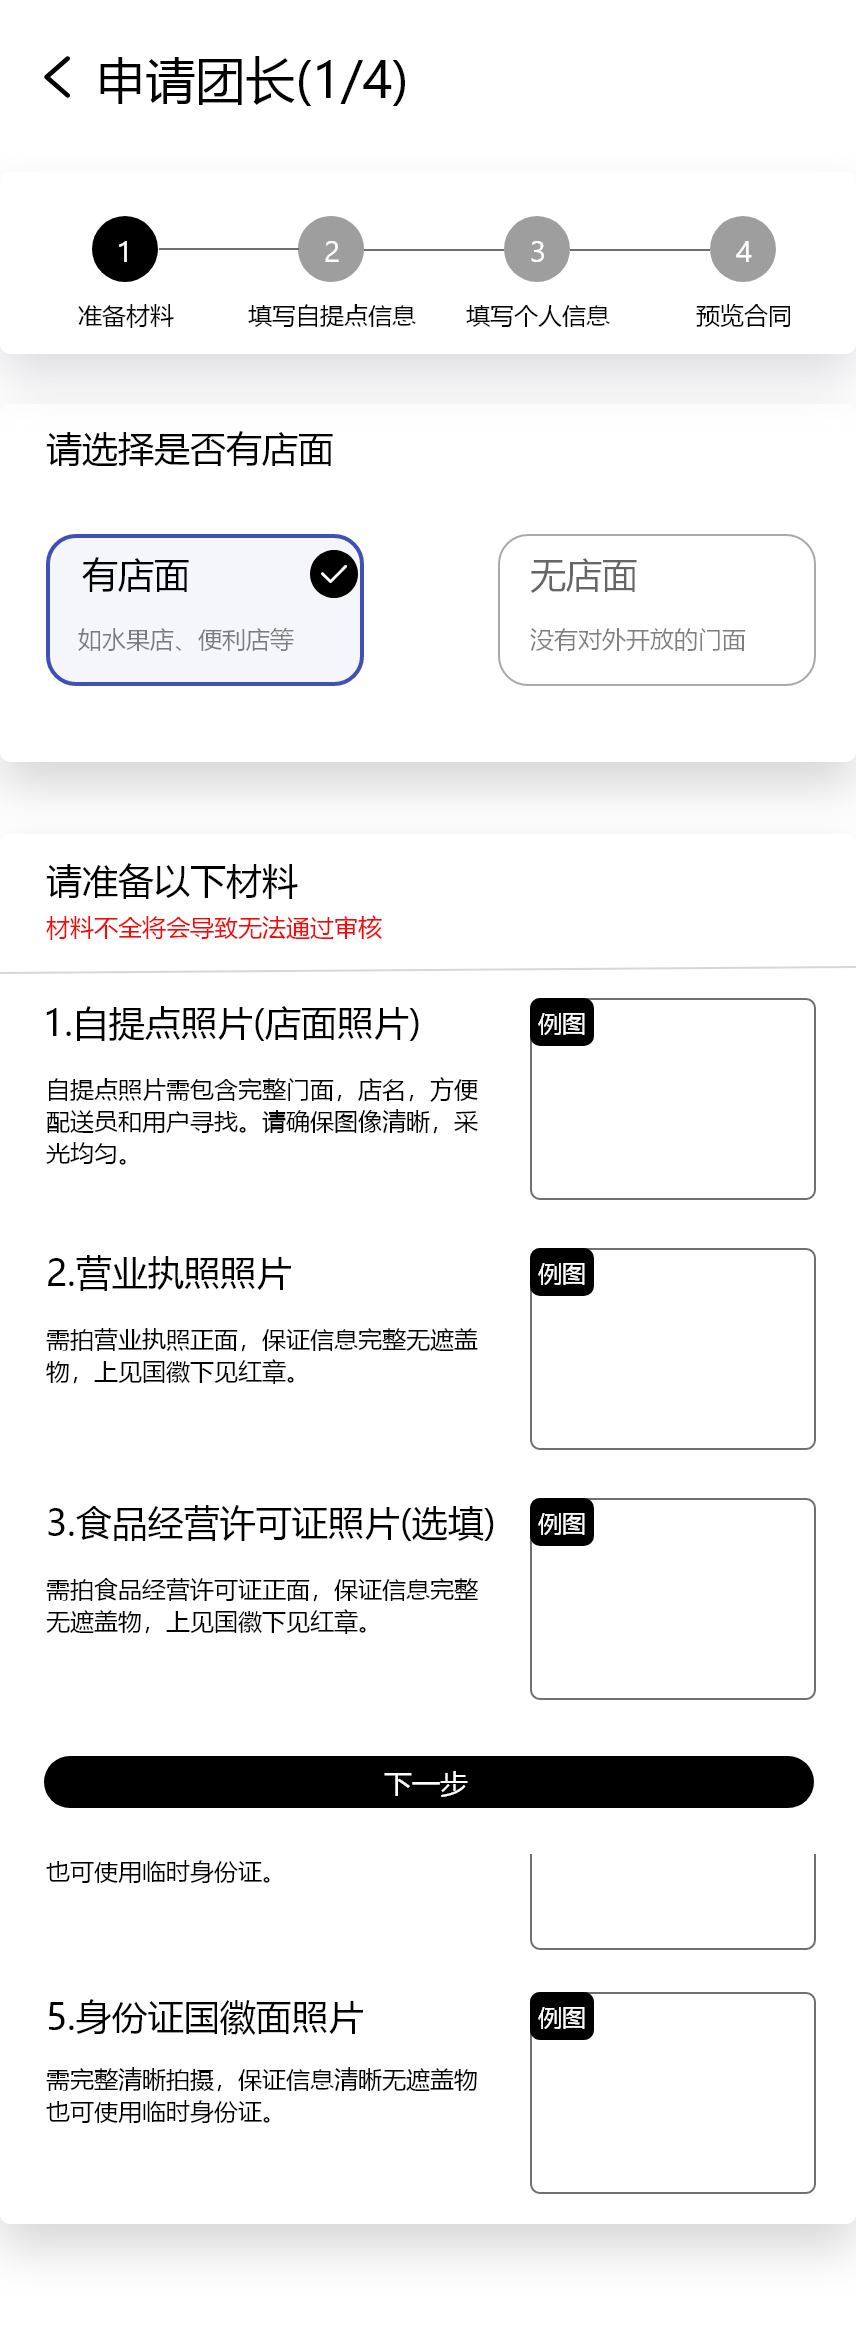 申请团长(1/4)
1 2 3 4
准备材料 填写自提点信息 填写个人信息 预览合同
请选择是否有店面
有店面 无店面
如水果店、便利店等 没有对外开放的门面
请准备以下材料
材料不全将会导致无法通过审核
1.自提点照片(店面照片)
例图
自提点照片需包含完整门面，店名，方便
配送员和用户寻找。请确保图像清晰，采
光均匀。
2.营业执照照片
例图
需拍营业执照正面，保证信息完整无遮盖
物，上见国徽下见红章。
3.食品经营许可证照片(选填)
例图
需拍食品经营许可证正面，保证信息完整
无遮盖物，上见国徽下见红章。
下一步
也可使用临时身份证。
5.身份证国徽面照片
例图
需完整清晰拍摄，保证信息清晰无遮盖物
也可使用临时身份证。